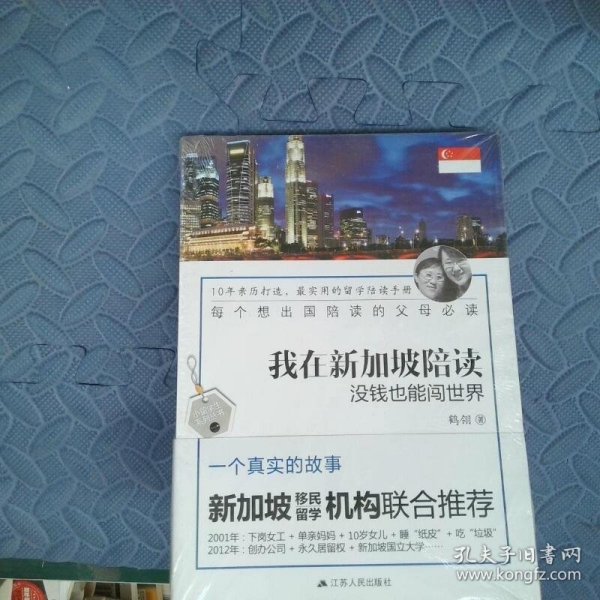 10年亲历打造,最实用的留学陪读手册
每个想出国陪读的父母必读
我在新加坡陪读
没钱也能闯世界
鹤翎 著
一个真实的故事
新加坡移民留学机构联合推荐
2001年:下岗女工+单亲妈妈+10岁女儿+睡“纸皮”+吃“垃圾”
2012年:创办公司+永久居留权+新加坡国立大学……
江苏人民出版社
孔夫子旧书网
www.kongfz.com